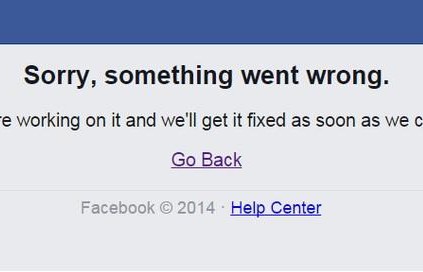 Sorry, something went wrong.
working on it and we'll get it fixed as soon as we
Go Back
Facebook © 2014 · Help Center